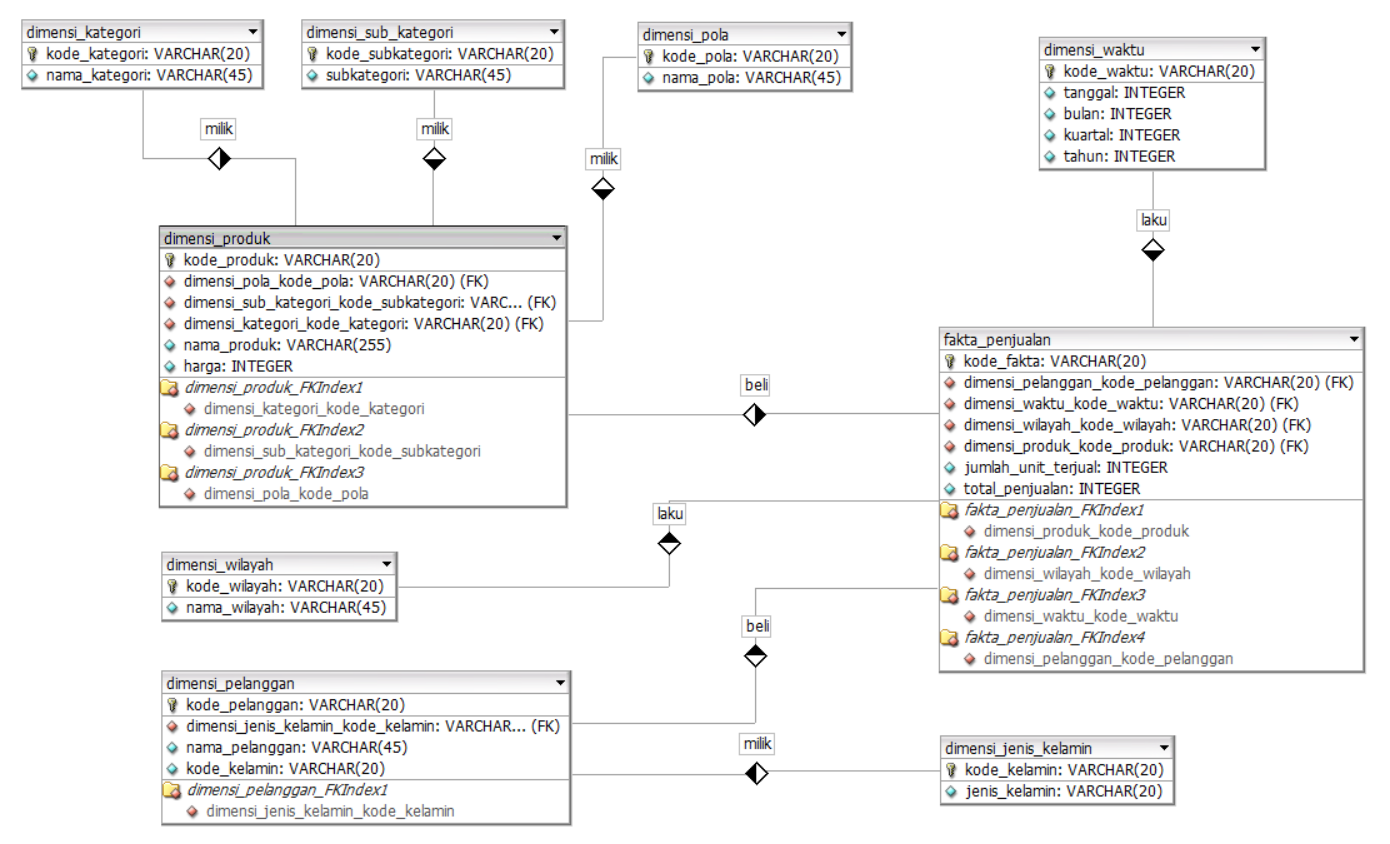 dimensi_kategori
kode_kategori: VARCHAR(20)
nama_kategori: VARCHAR(45)
dimensi_sub_kategori
kode_subkategori: VARCHAR(20)
subkategori: VARCHAR(45)
dimensi_pola
kode_pola: VARCHAR(20)
nama_pola: VARCHAR(45)
dimensi_waktu
kode_waktu: VARCHAR(20)
tanggal: INTEGER
bulan: INTEGER
kuartal: INTEGER
tahun: INTEGER
milik
milik
milik
laku
dimensi_produk
kode_produk: VARCHAR(20)
dimensi_pola_kode_pola: VARCHAR(20) (FK)
dimensi_sub_kategori_kode_subkategori: VARC... (FK)
dimensi_kategori_kode_kategori: VARCHAR(20) (FK)
nama_produk: VARCHAR(255)
harga: INTEGER
dimensi_produk_FKIndex1
dimensi_kategori_kode_kategori
dimensi_produk_FKIndex2
dimensi_sub_kategori_kode_subkategori
dimensi_produk_FKIndex3
dimensi_pola_kode_pola
beli
fakta_penjualan
kode_fakta: VARCHAR(20)
dimensi_pelanggan_kode_pelanggan: VARCHAR(20) (FK)
dimensi_waktu_kode_waktu: VARCHAR(20) (FK)
dimensi_wilayah_kode_wilayah: VARCHAR(20) (FK)
dimensi_produk_kode_produk: VARCHAR(20) (FK)
jumlah_unit_terjual: INTEGER
total_penjualan: INTEGER
fakta_penjualan_FKIndex1
dimensi_produk_kode_produk
fakta_penjualan_FKIndex2
dimensi_wilayah_kode_wilayah
fakta_penjualan_FKIndex3
dimensi_waktu_kode_waktu
fakta_penjualan_FKIndex4
dimensi_pelanggan_kode_pelanggan
laku
dimensi_wilayah
kode_wilayah: VARCHAR(20)
nama_wilayah: VARCHAR(45)
beli
dimensi_pelanggan
kode_pelanggan: VARCHAR(20)
dimensi_jenis_kelamin_kode_kelamin: VARCHAR... (FK)
nama_pelanggan: VARCHAR(45)
kode_kelamin: VARCHAR(20)
dimensi_pelanggan_FKIndex1
dimensi_jenis_kelamin_kode_kelamin
milik
dimensi_jenis_kelamin
kode_kelamin: VARCHAR(20)
jenis_kelamin: VARCHAR(20)